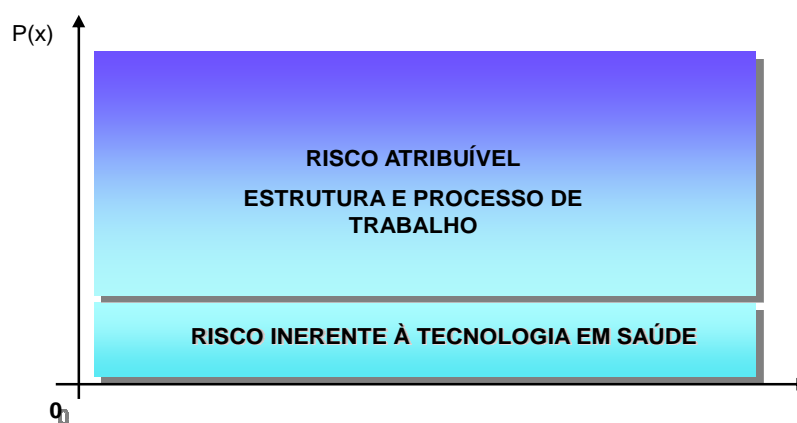 P(x)
RISCO ATRIBUÍVEL
ESTRUTURA E PROCESSO DE
TRABALHO
RISCO INERENTE À TECNOLOGIA EM SAÚDE
0